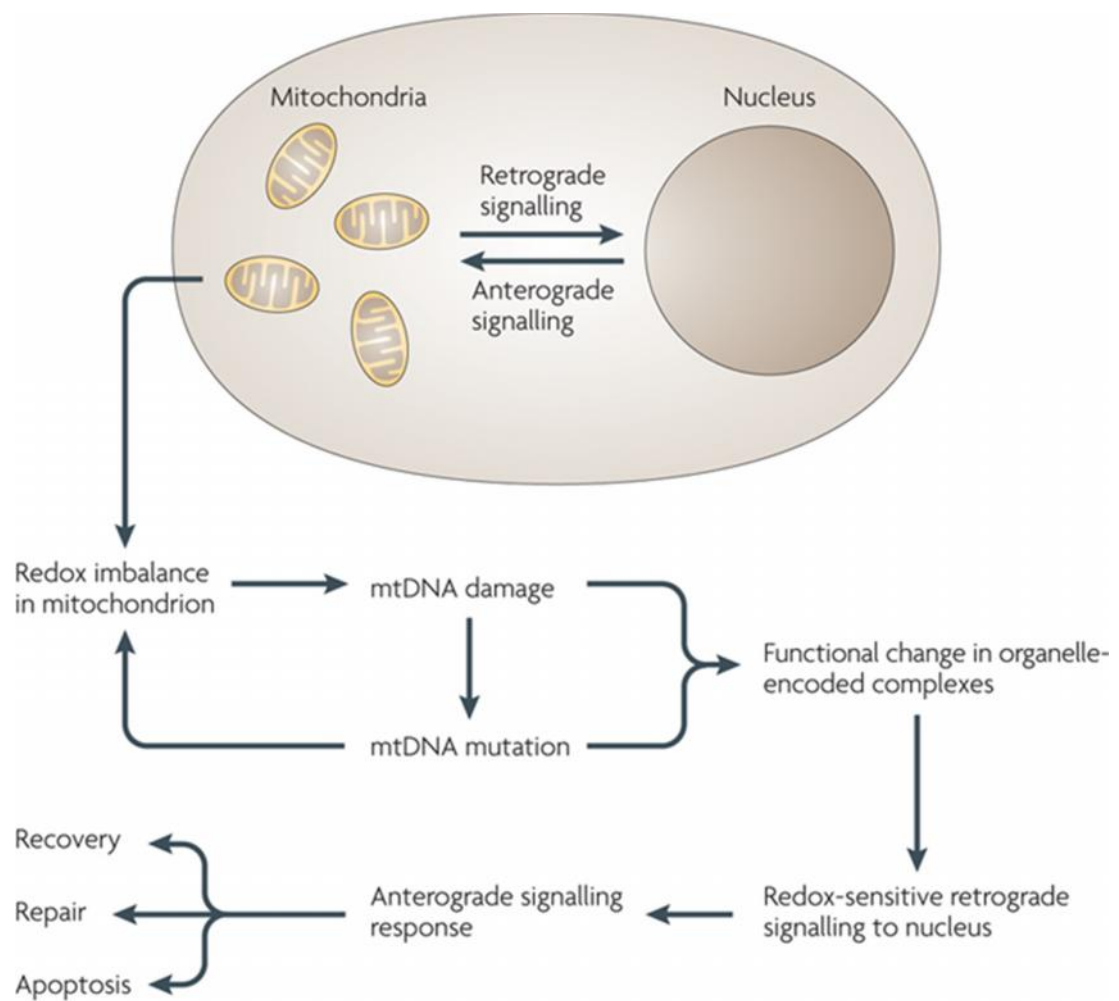 Mitochondria
Nucleus
Retrograde
signalling
Anterograde
signalling
Redox imbalance
in mitochondrion
mtDNA damage
Functional change in organelle-
encoded complexes
mtDNA mutation
Recovery
Repair
Apoptosis
Anterograde signalling
response
Redox-sensitive retrograde
signalling to nucleus